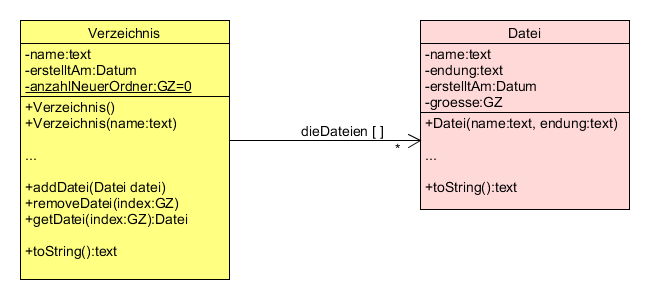 Verzeichnis
-name:text
-erstelltAm:Datum
-anzahlNeuerOrdner:GZ=0
+Verzeichnis()
+Verzeichnis(name:text)
...
+addDatei(Datei datei)
+removeDatei(index:GZ)
+getDatei(index:GZ):Datei
+toString():text
dieDateien [ ]
*
Datei
-name:text
-endung:text
-erstelltAm:Datum
-groesse:GZ
+Datei(name:text, endung:text)
...
+toString():text